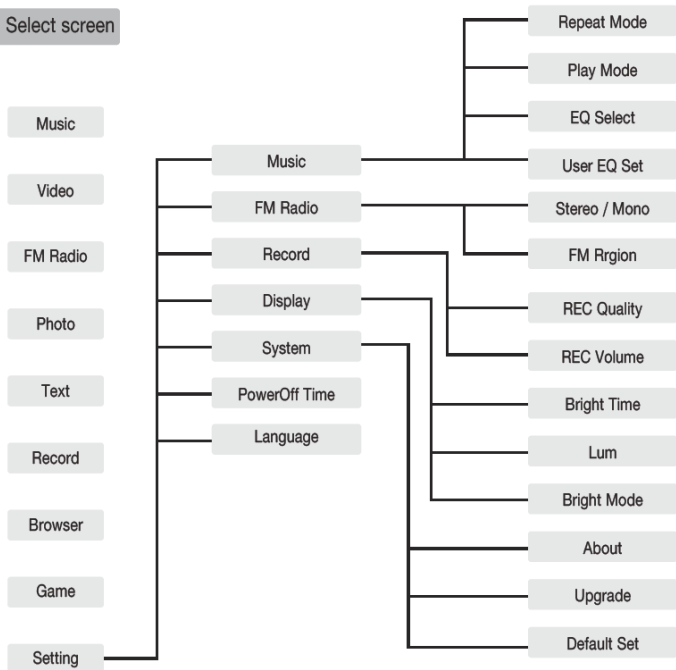 Select screen
Music
Video
FM Radio
Photo
Text
Record
Browser
Game
Setting
Music
FM Radio
Record
Display
System
PowerOff Time
Language
Repeat Mode
Play Mode
EQ Select
User EQ Set
Stereo / Mono
FM Rrgion
REC Quality
REC Volume
Bright Time
Lum
Bright Mode
About
Upgrade
Default Set